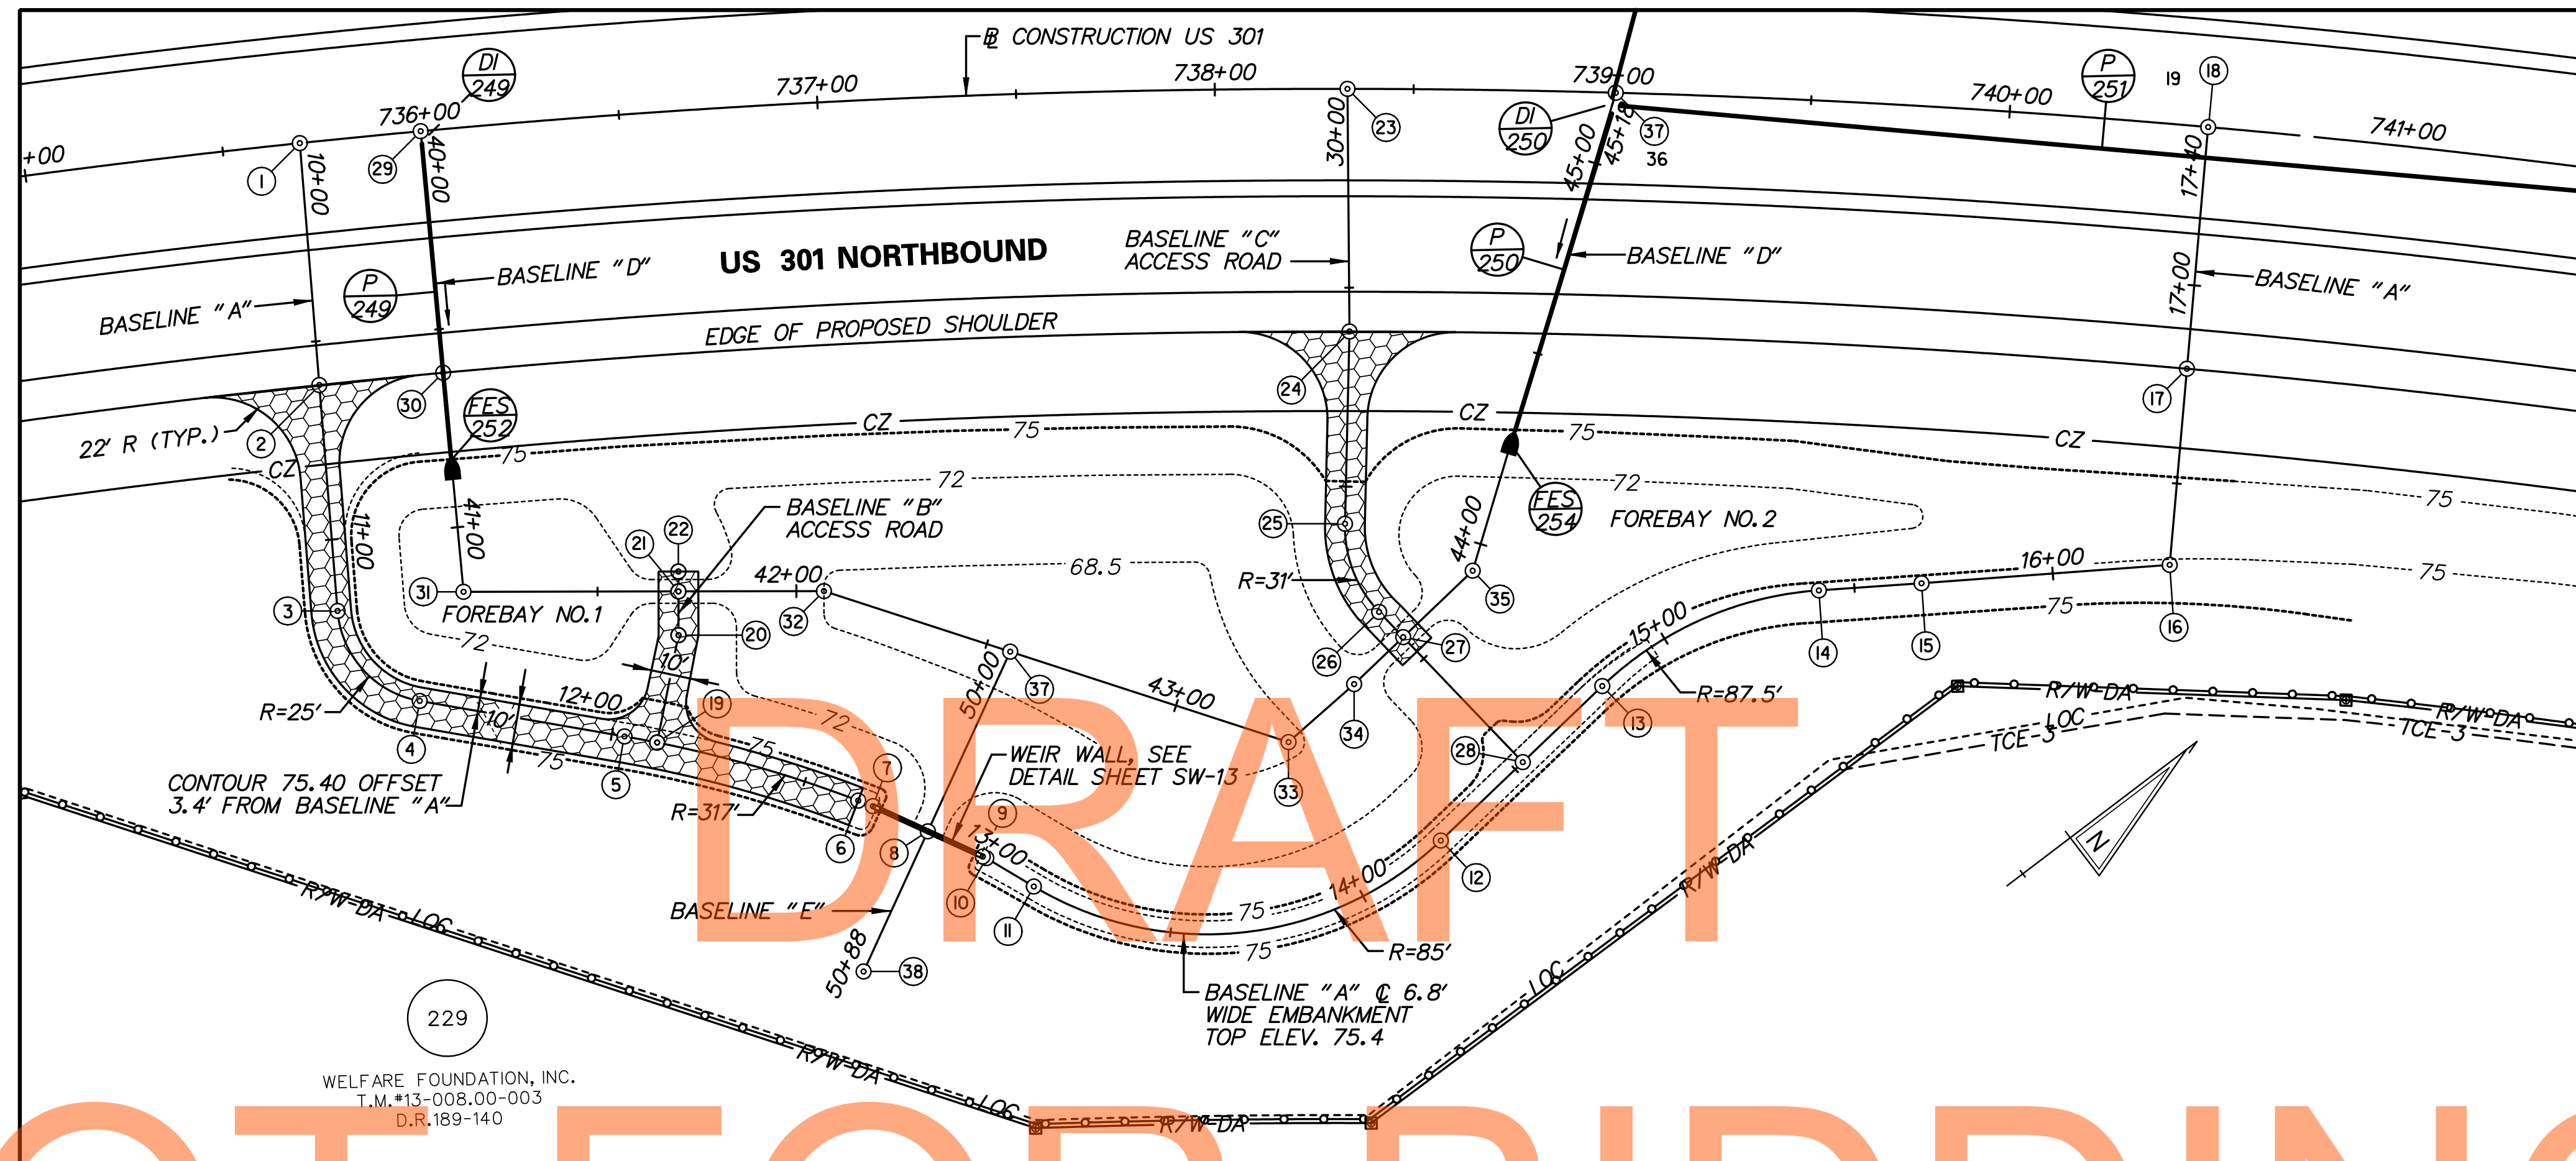 ℄ CONSTRUCTION US 301
DI
249
736+00
737+00
738+00
739+00
740+00
741+00
P
251
19
18
+00
1
10+00
29
40+00
30+00
23
DI
250
45+00
45+18
37
36
17+40
US 301 NORTHBOUND
BASELINE "C"
ACCESS ROAD
P
250
BASELINE "D"
BASELINE "D"
P
249
BASELINE "A"
17+00
BASELINE "A"
EDGE OF PROPOSED SHOULDER
22' R (TYP.)
2
30
FES
252
24
17
CZ
CZ
CZ
CZ
75
75
75
75
72
72
BASELINE "B"
ACCESS ROAD
11+00
41+00
21
22
25
44+00
FES
254
FOREBAY NO.2
42+00
68.5
R=31'
16+00
75
31
FOREBAY NO.1
3
72
32
20
35
75
15+00
14
15
16
10'
26
27
R=25'
4
10'
12+00
19
50+00
37
43+00
34
R=87.5'
13
R/W-DA
LOC
TCE-3
R/W-DA
TCE-3
72
75
75
5
7
WEIR WALL, SEE
DETAIL SHEET SW-13
28
33
CONTOUR 75.40 OFFSET
3.4' FROM BASELINE "A"
R=317'
6
8
9
13+00
12
14+00
R/W-DA
N
R/W-DA
LOC
BASELINE "E"
10
11
75
75
R=85'
50+88
38
LOC
BASELINE "A" ℄ 6.8'
WIDE EMBANKMENT
TOP ELEV. 75.4
229
R/W-DA
LOC
R/W-DA
WELFARE FOUNDATION, INC.
T.M.#13-008.00-003
D.R.189-140
DRAFT
OT FOR BIDDING